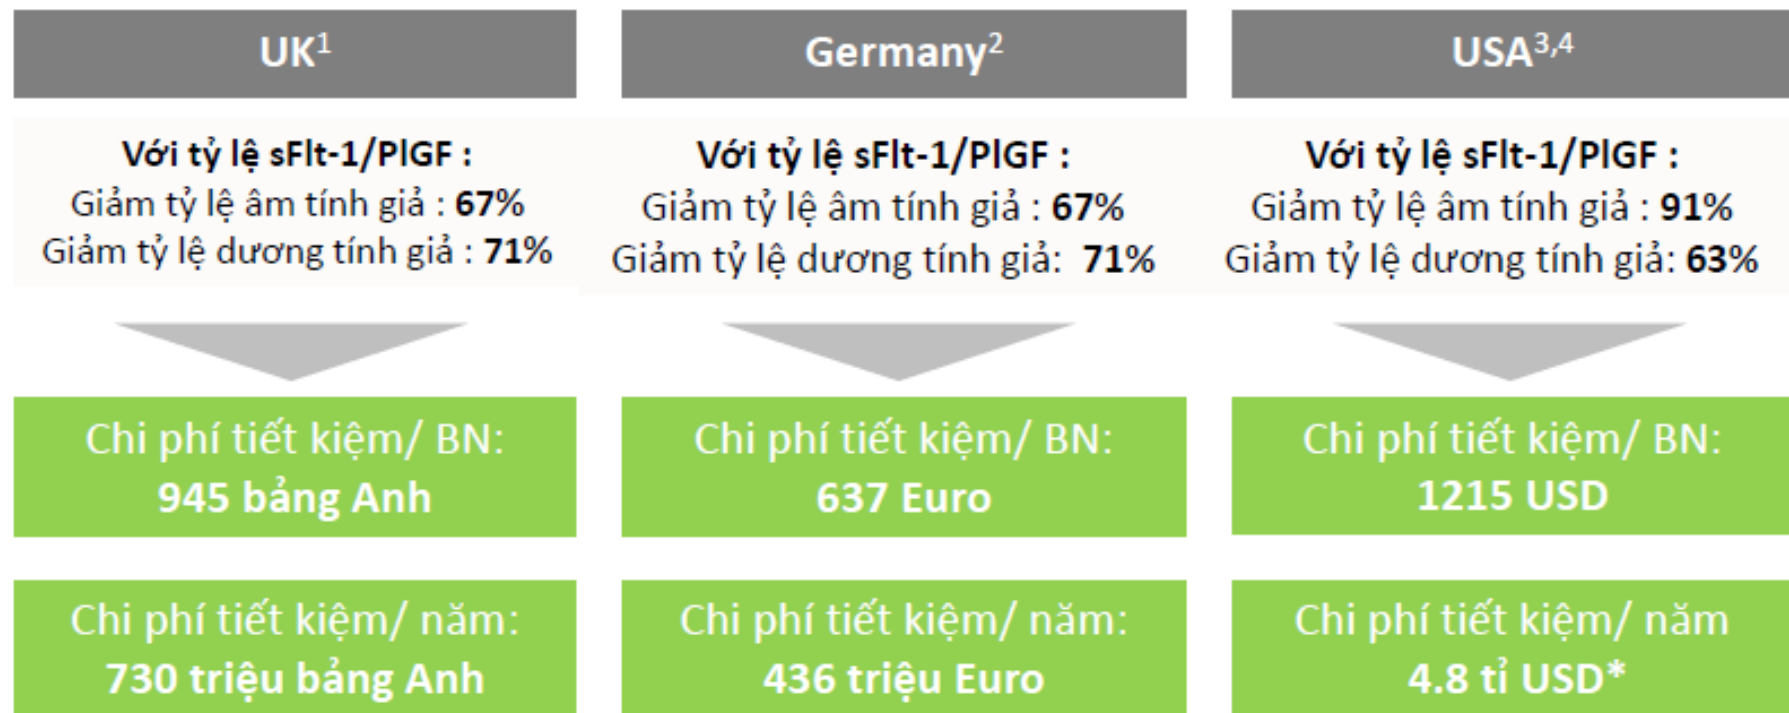 UK¹
Với tỷ lệ sFlt-1/PlGF :
Giảm tỷ lệ âm tính giả : 67%
Giảm tỷ lệ dương tính giả : 71%
Chi phí tiết kiệm/ BN:
945 bảng Anh
Chi phí tiết kiệm/ năm:
730 triệu bảng Anh
Germany²
Với tỷ lệ sFlt-1/PlGF :
Giảm tỷ lệ âm tính giả : 67%
Giảm tỷ lệ dương tính giả: 71%
Chi phí tiết kiệm/ BN:
637 Euro
Chi phí tiết kiệm/ năm:
436 triệu Euro
USA³,⁴
Với tỷ lệ sFlt-1/PlGF :
Giảm tỷ lệ âm tính giả : 91%
Giảm tỷ lệ dương tính giả: 63%
Chi phí tiết kiệm/ BN:
1215 USD
Chi phí tiết kiệm/ năm
4.8 tỉ USD*